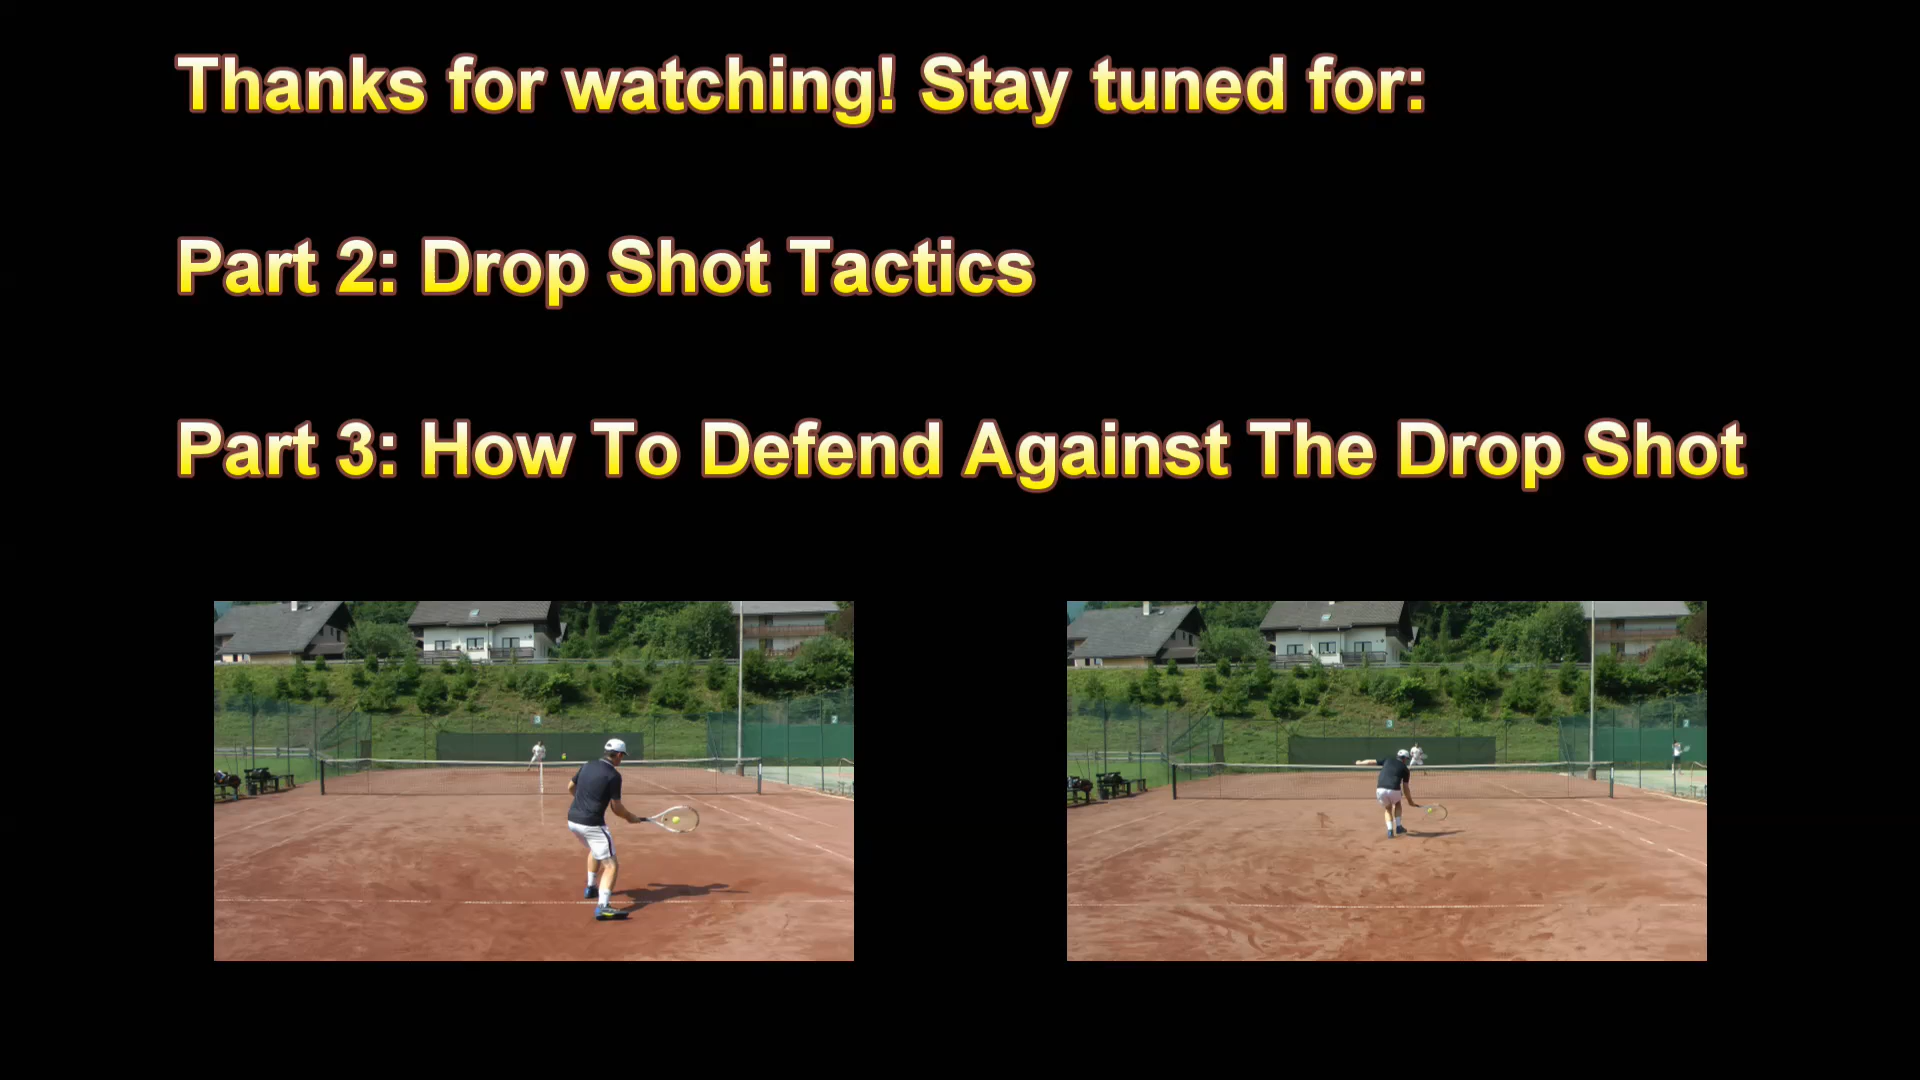 Thanks for watching! Stay tuned for:
Part 2: Drop Shot Tactics
Part 3: How To Defend Against The Drop Shot